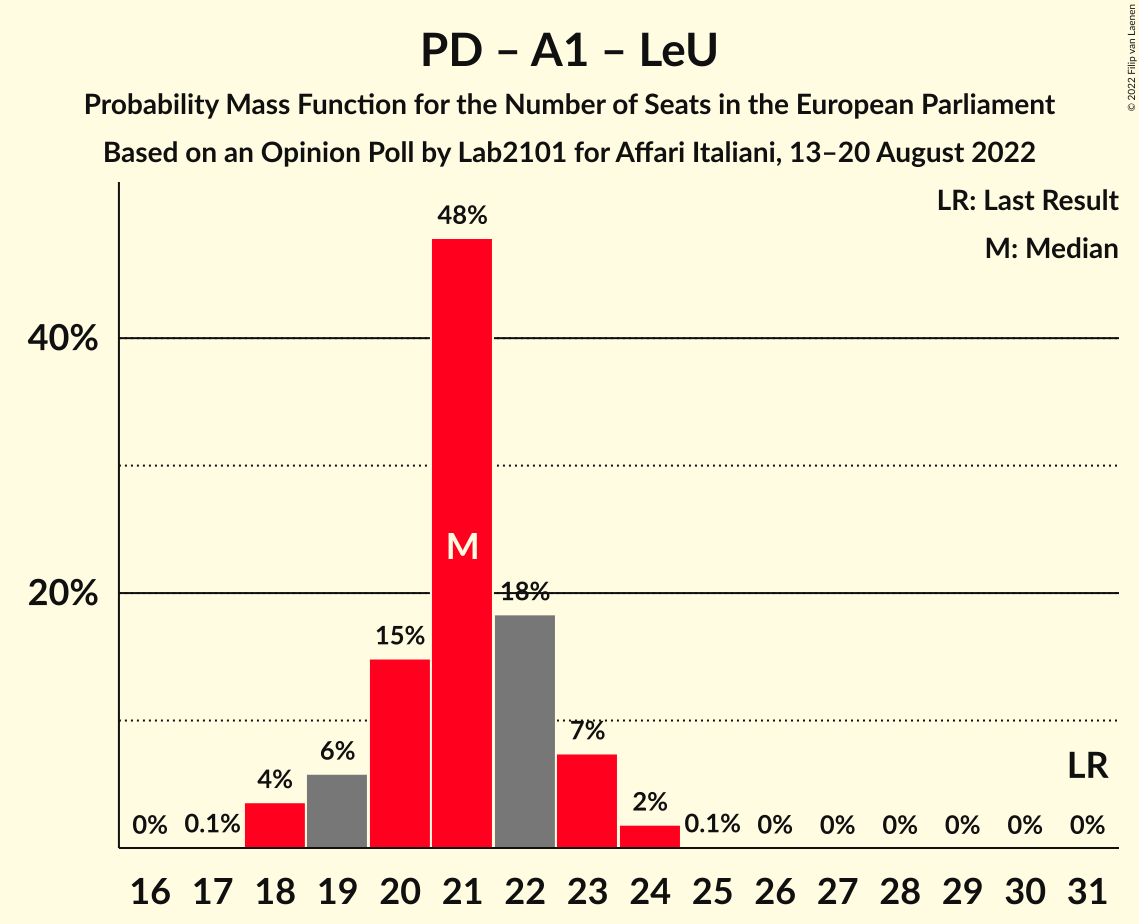 PD – A1 – LeU
Probability Mass Function for the Number of Seats in the European Parliament
Based on an Opinion Poll by Lab2101 for Affari Italiani, 13–20 August 2022
© 2022 Filip van Laenen
LR: Last Result
M: Median
48%
40%
M
20%
18%
15%
7%
6%
LR
4%
2%
0% 0.1% 0.1% 0% 0% 0% 0% 0% 0%
16 17 18 19 20 21 22 23 24 25 26 27 28 29 30 31